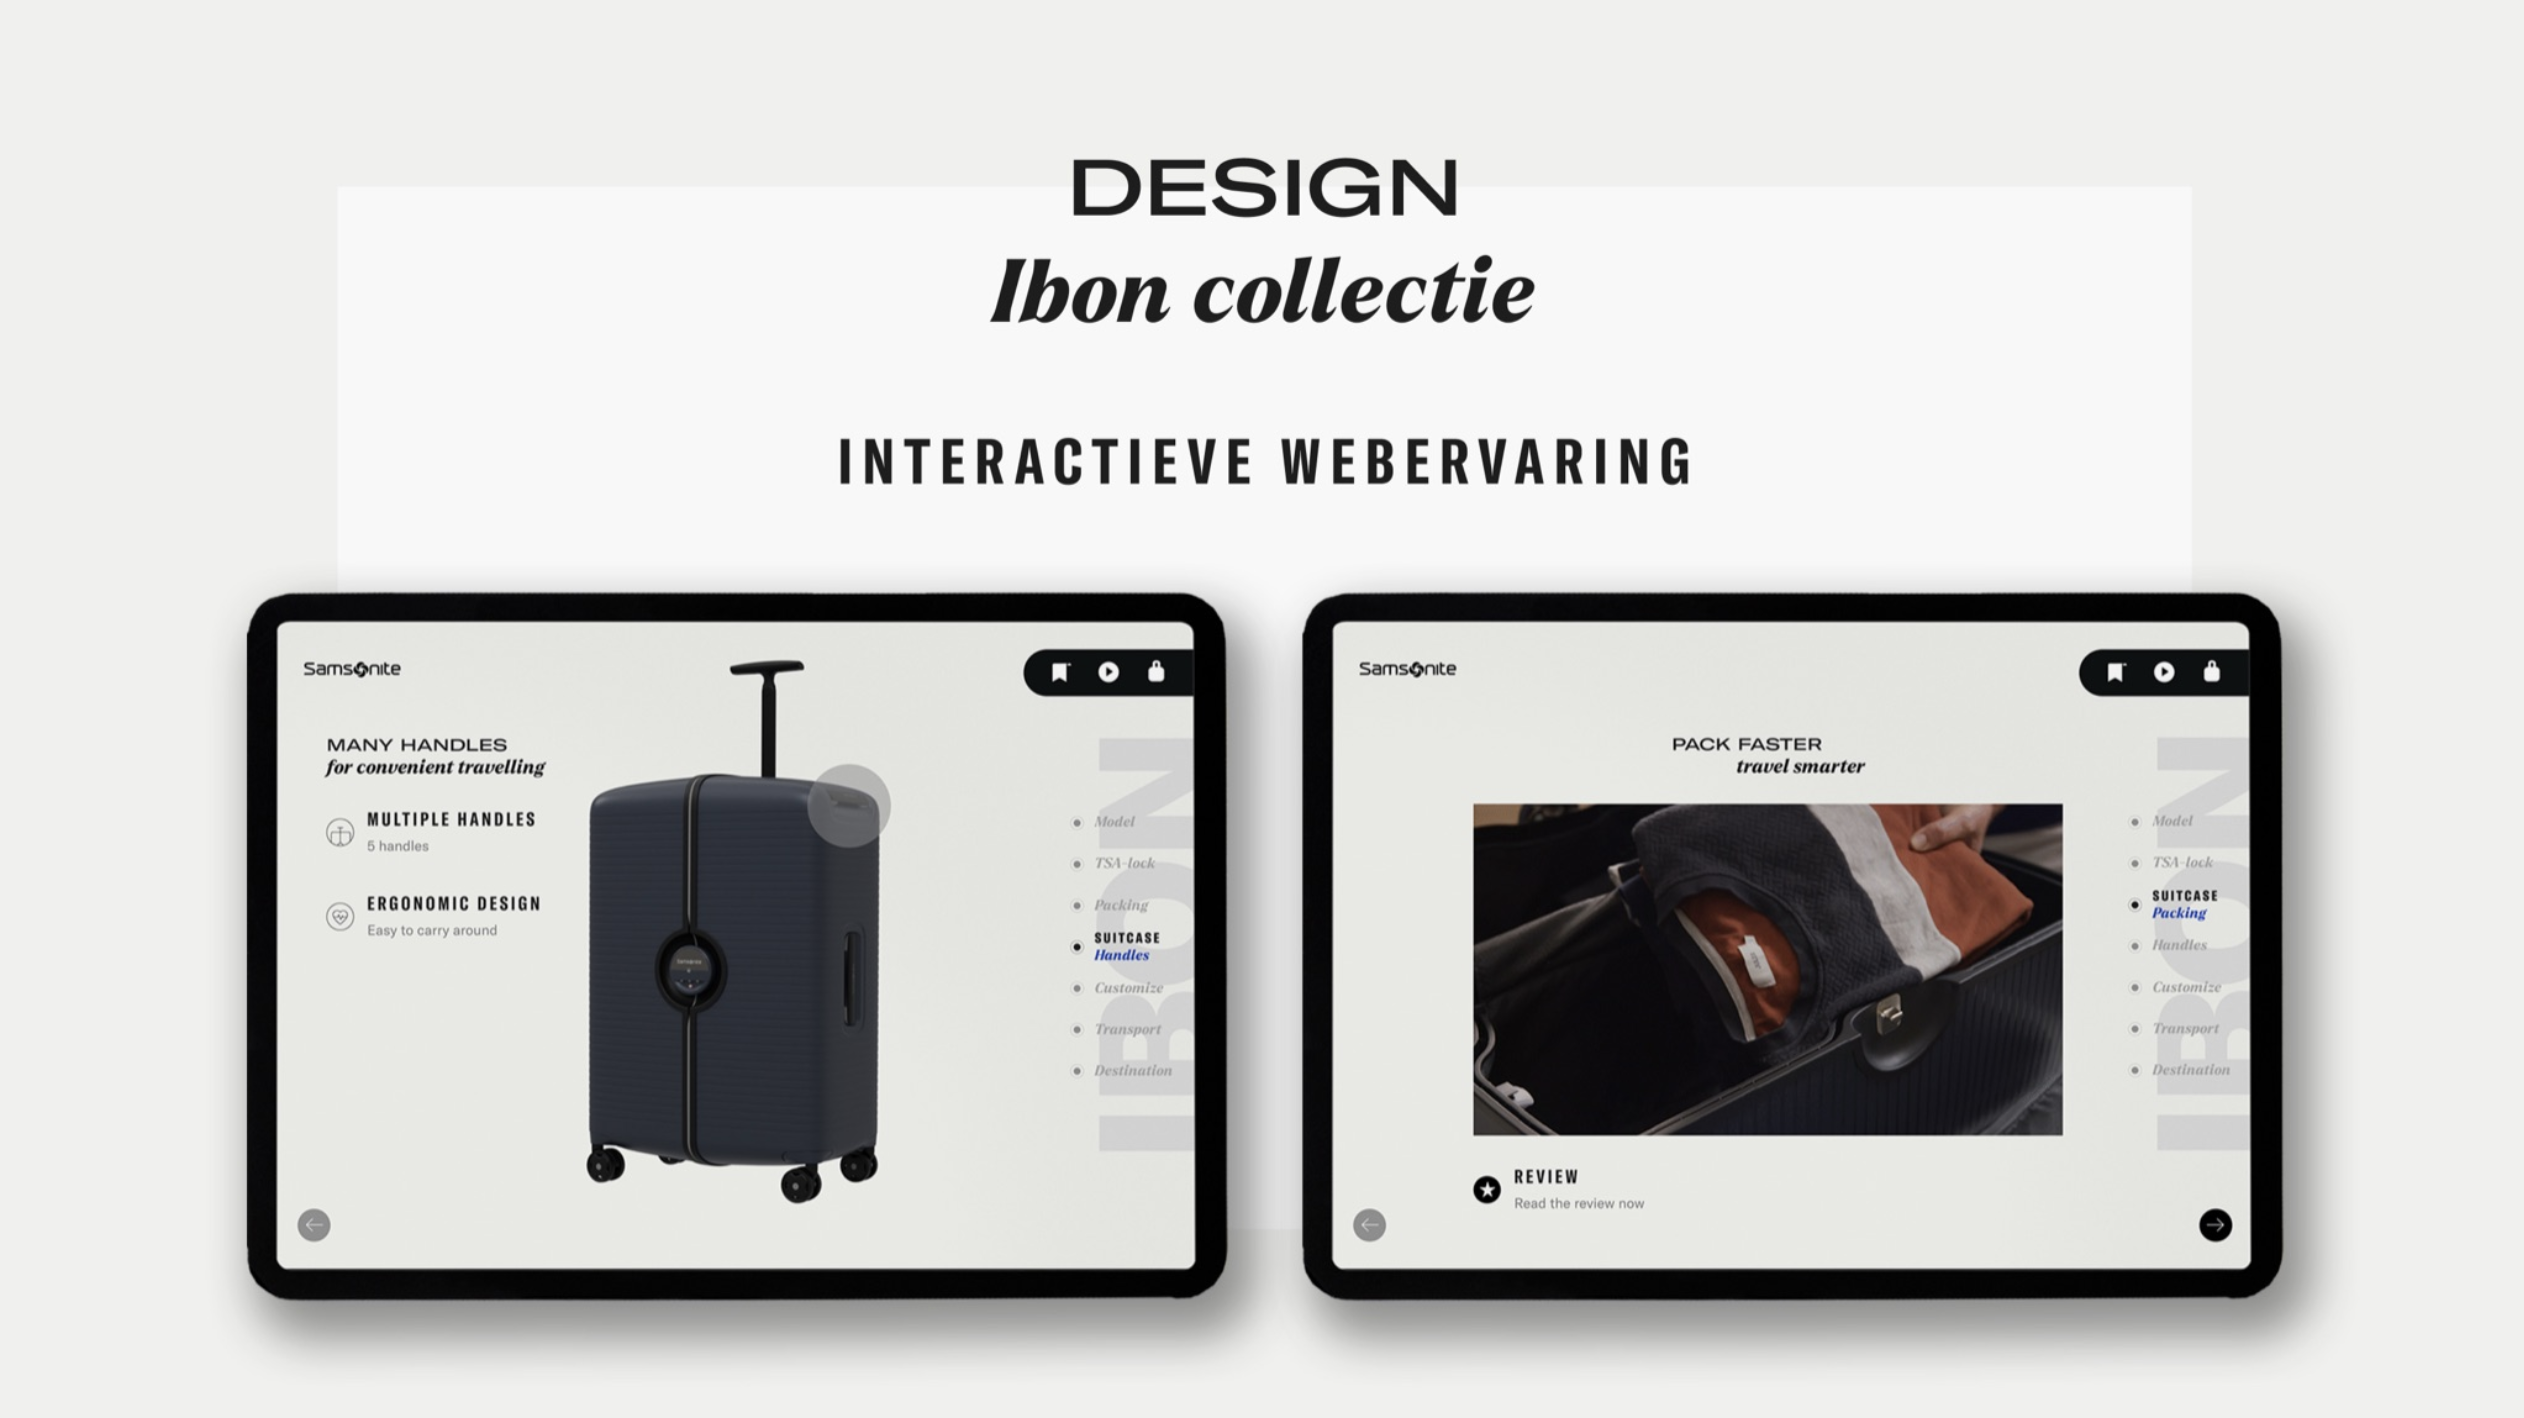 DESIGN
Ibon collectie
INTERACTIEVE WEBERVARING
Samsonite
MANY HANDLES
for convenient travelling
MULTIPLE HANDLES
5 handles
ERGONOMIC DESIGN
Easy to carry around
Model
TSA-lock
Packing
SUITCASE
Handles
Customize
Transport
Destination
IBON
Samsonite
PACK FASTER
travel smarter
REVIEW
Read the review now
Model
TSA-lock
SUITCASE
Packing
Handles
Customize
Transport
Destination
IBON